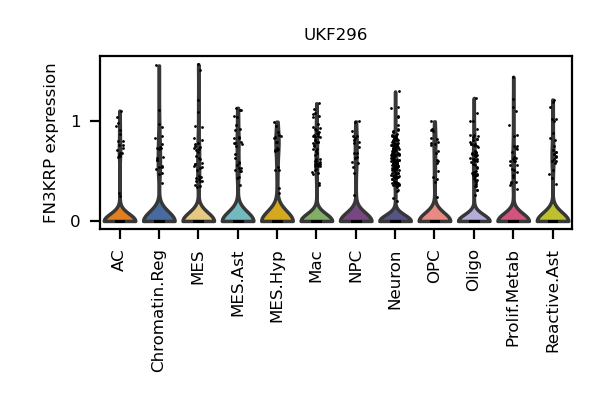 UKF296
FN3KRP expression
1
0
AC
Chromatin.Reg
MES
MES.Ast
MES.Hyp
Mac
NPC
Neuron
OPC
Oligo
Prolif.Metab
Reactive.Ast